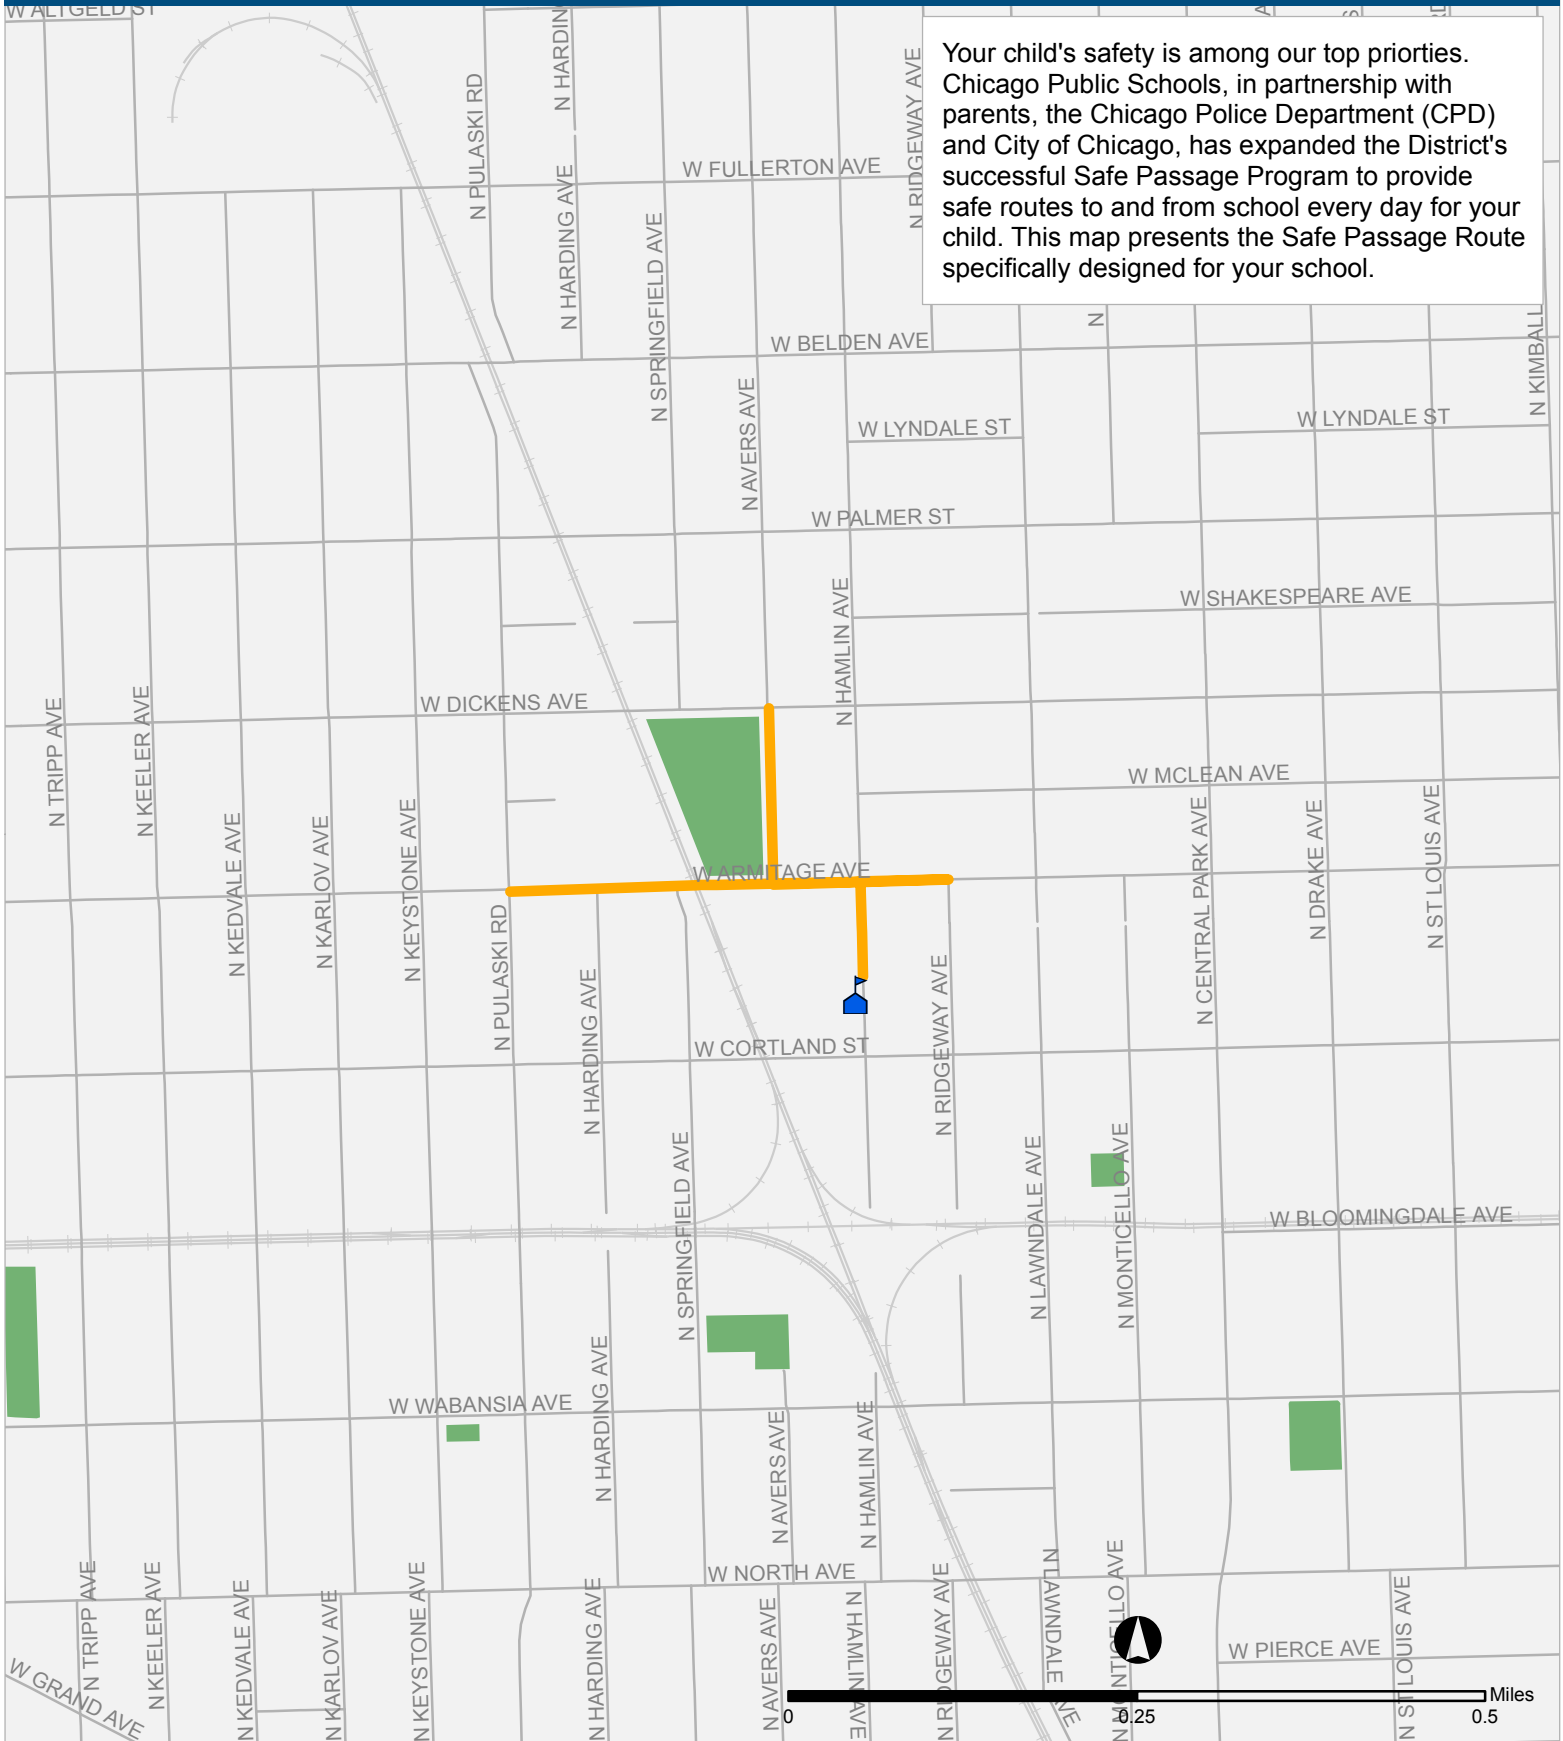 W ALTGELD ST
Your child's safety is among our top priorties.
Chicago Public Schools, in partnership with
parents, the Chicago Police Department (CPD)
and City of Chicago, has expanded the District's
successful Safe Passage Program to provide
safe routes to and from school every day for your
child. This map presents the Safe Passage Route
specifically designed for your school.
N PULASKI RD
N HARDIN
N HARDING AVE
N RIDGEWAY AVE
W FULLERTON AVE
N SPRINGFIELD AVE
W BELDEN AVE
N
N KIMBALL
N AVERS AVE
W LYNDALE ST
W LYNDALE ST
W PALMER ST
N HAMLIN AVE
W SHAKESPEARE AVE
W DICKENS AVE
N TRIPP AVE
N KEELER AVE
W MCLEAN AVE
N KEDVALE AVE
N KARLOV AVE
N KEYSTONE AVE
W ARMITAGE AVE
N CENTRAL PARK AVE
N DRAKE AVE
N ST LOUIS AVE
N PULASKI RD
N HARDING AVE
N RIDGEWAY AVE
W CORTLAND ST
N SPRINGFIELD AVE
N LAWNDALE AVE
N MONTICELLO AVE
W BLOOMINGDALE AVE
N HARDING AVE
W WABANSIA AVE
N AVERS AVE
N HAMLIN AVE
W NORTH AVE
N TRIPP AVE
N KEELER AVE
N KEDVALE AVE
N KARLOV AVE
N KEYSTONE AVE
N HARDING AVE
N AVERS AVE
N HAMLIN AVE
N RIDGEWAY AVE
N LAWNDALE AVE
N MONTICELLO AVE
N ST LOUIS AVE
W PIERCE AVE
W GRAND AVE
Miles
0
0.25
0.5